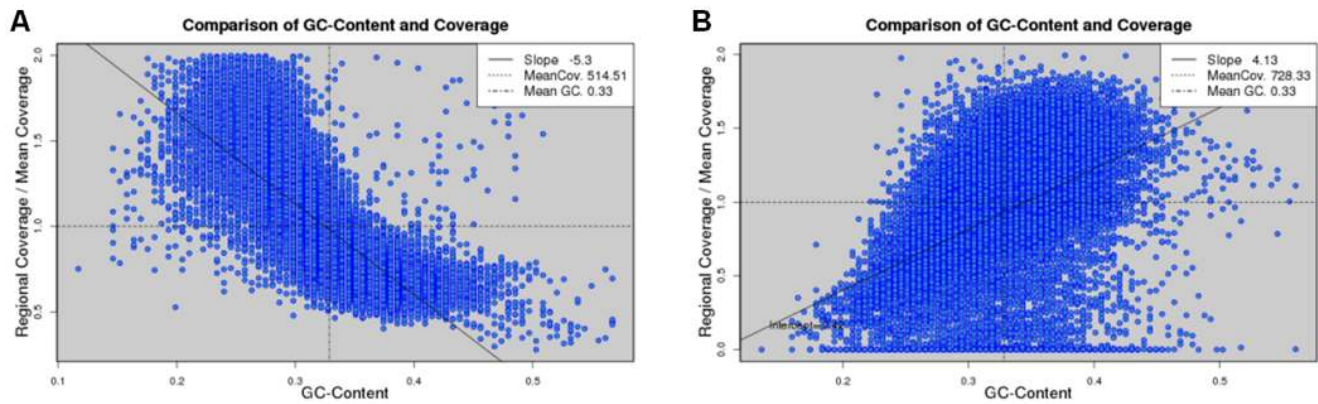 A
Comparison of GC-Content and Coverage
Slope -5.3
MeanCov. 514.51
Mean GC. 0.33
Regional Coverage / Mean Coverage
2.0
1.5
1.0
0.5
0.1 0.2 0.3 0.4 0.5
GC-Content
B
Comparison of GC-Content and Coverage
Slope 4.13
MeanCov. 728.33
Mean GC. 0.33
Regional Coverage / Mean Coverage
2.0
1.5
1.0
0.5
0.0
0.2 0.3 0.4 0.5
GC-Content